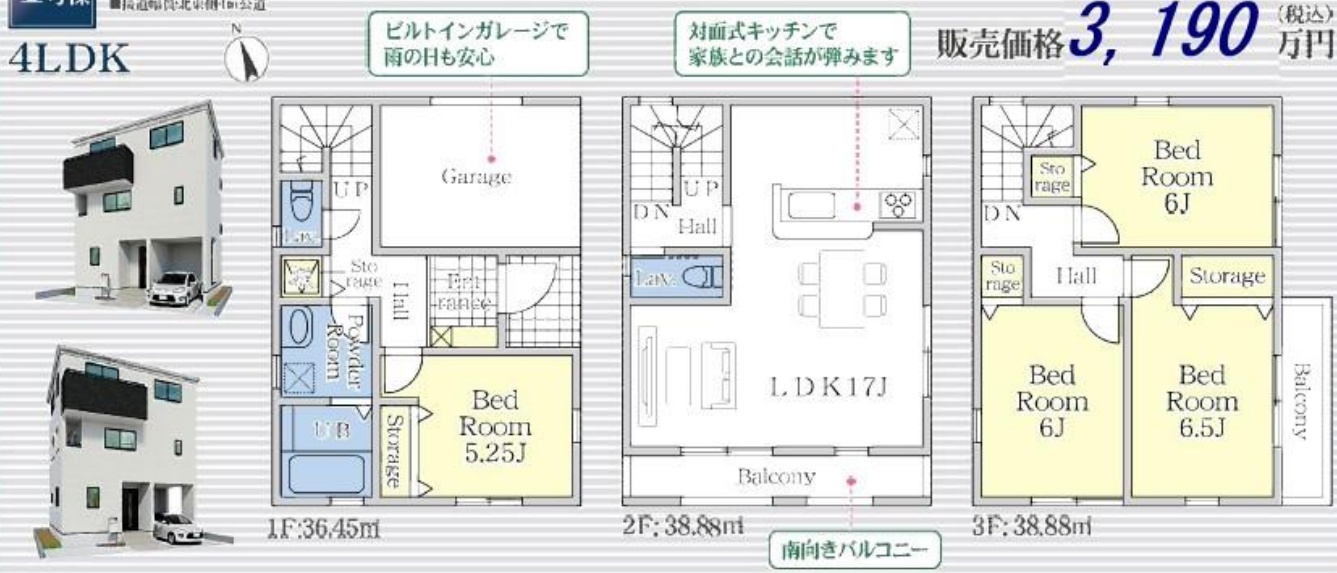 4LDK
N
ビルトインガレージで
雨の日も安心
対面式キッチンで
家族との会話が弾みます
販売価格3,190万円
(税込)
UP
Garage
Lav.
Sto
rage
Hall
Ent
rance
Powder
Room
UB
Storage
Bed
Room
5.25J
1F:36.45㎡
UP
DN
Hall
Lav.
LDK17J
Balcony
2F:38.88㎡
南向きバルコニー
Sto
rage
Bed
Room
6J
DN
Sto
rage
Hall
Storage
Bed
Room
6J
Bed
Room
6.5J
Balcony
3F:38.88㎡